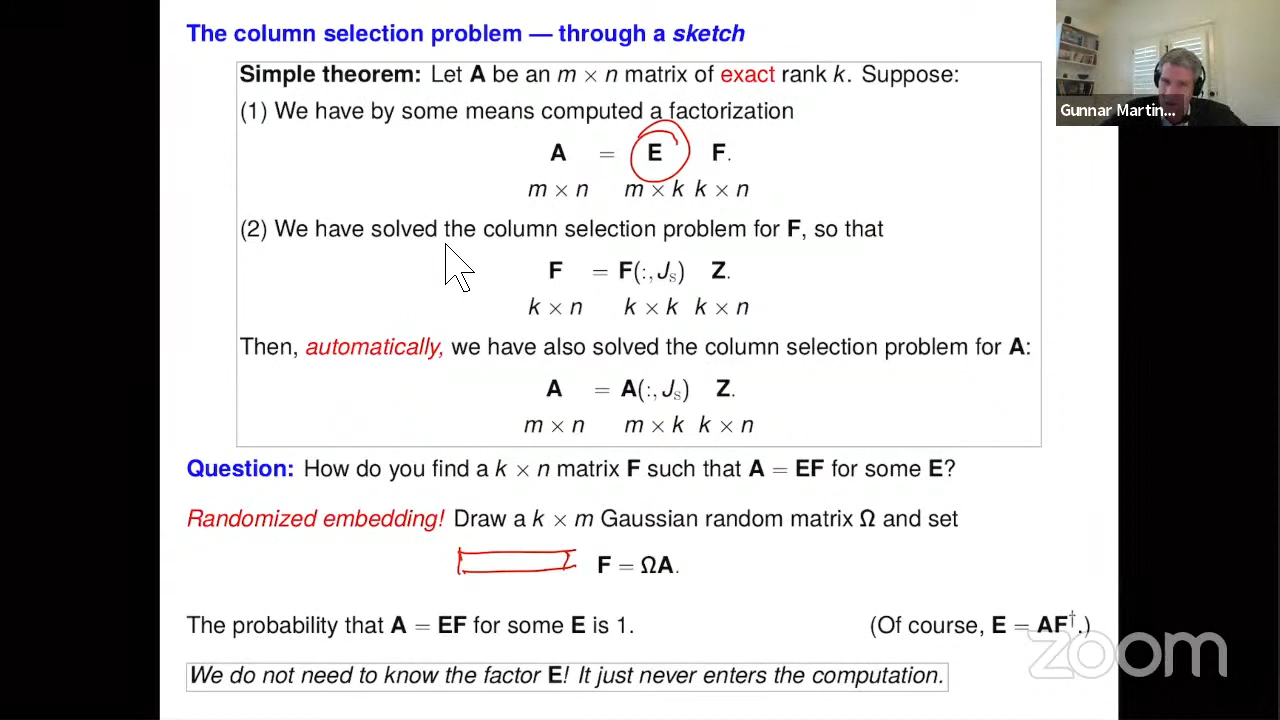 The column selection problem — through a sketch
Simple theorem: Let A be an m × n matrix of exact rank k. Suppose:
(1) We have by some means computed a factorization
A = E F.
m × n m × k k × n
(2) We have solved the column selection problem for F, so that
F = F(:, Jₛ) Z.
k × n k × k k × n
Then, automatically, we have also solved the column selection problem for A:
A = A(:, Jₛ) Z.
m × n m × k k × n
Question: How do you find a k × n matrix F such that A = EF for some E?
Randomized embedding! Draw a k × m Gaussian random matrix Ω and set
F = ΩA.
The probability that A = EF for some E is 1. (Of course, E = AF†.)
We do not need to know the factor E! It just never enters the computation.
Gunnar Martin...
zoom